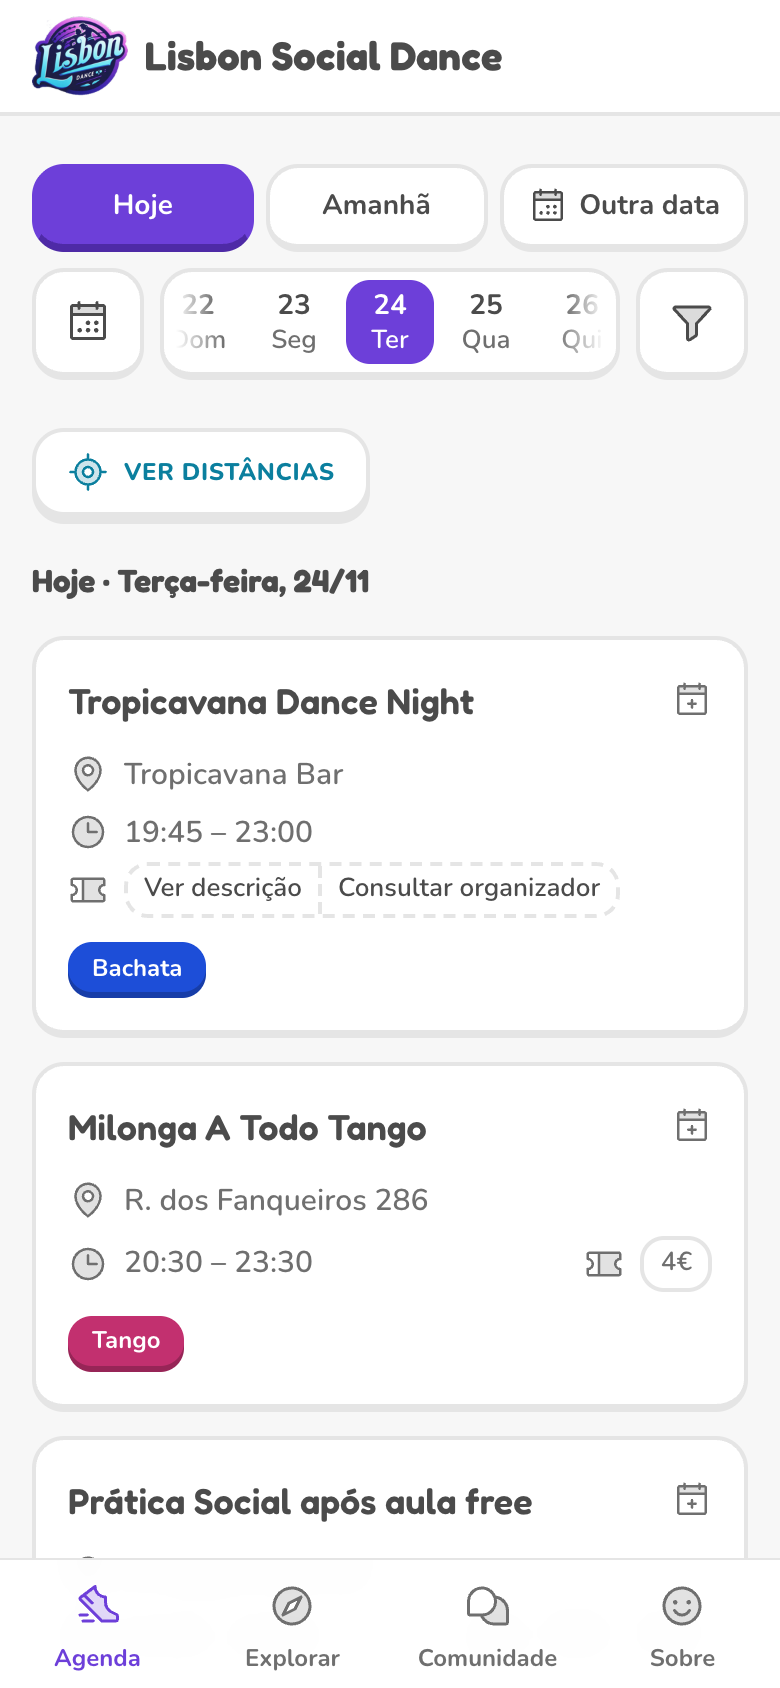 Lisbon
DANCE
Lisbon Social Dance
Hoje
Amanhã
Outra data
22
Dom
23
Seg
24
Ter
25
Qua
26
Qui
VER DISTÂNCIAS
Hoje · Terça-feira, 24/11
Tropicavana Dance Night
Tropicavana Bar
19:45 – 23:00
Ver descrição
Consultar organizador
Bachata
Milonga A Todo Tango
R. dos Fanqueiros 286
20:30 – 23:30
4€
Tango
Prática Social após aula free
Agenda
Explorar
Comunidade
Sobre